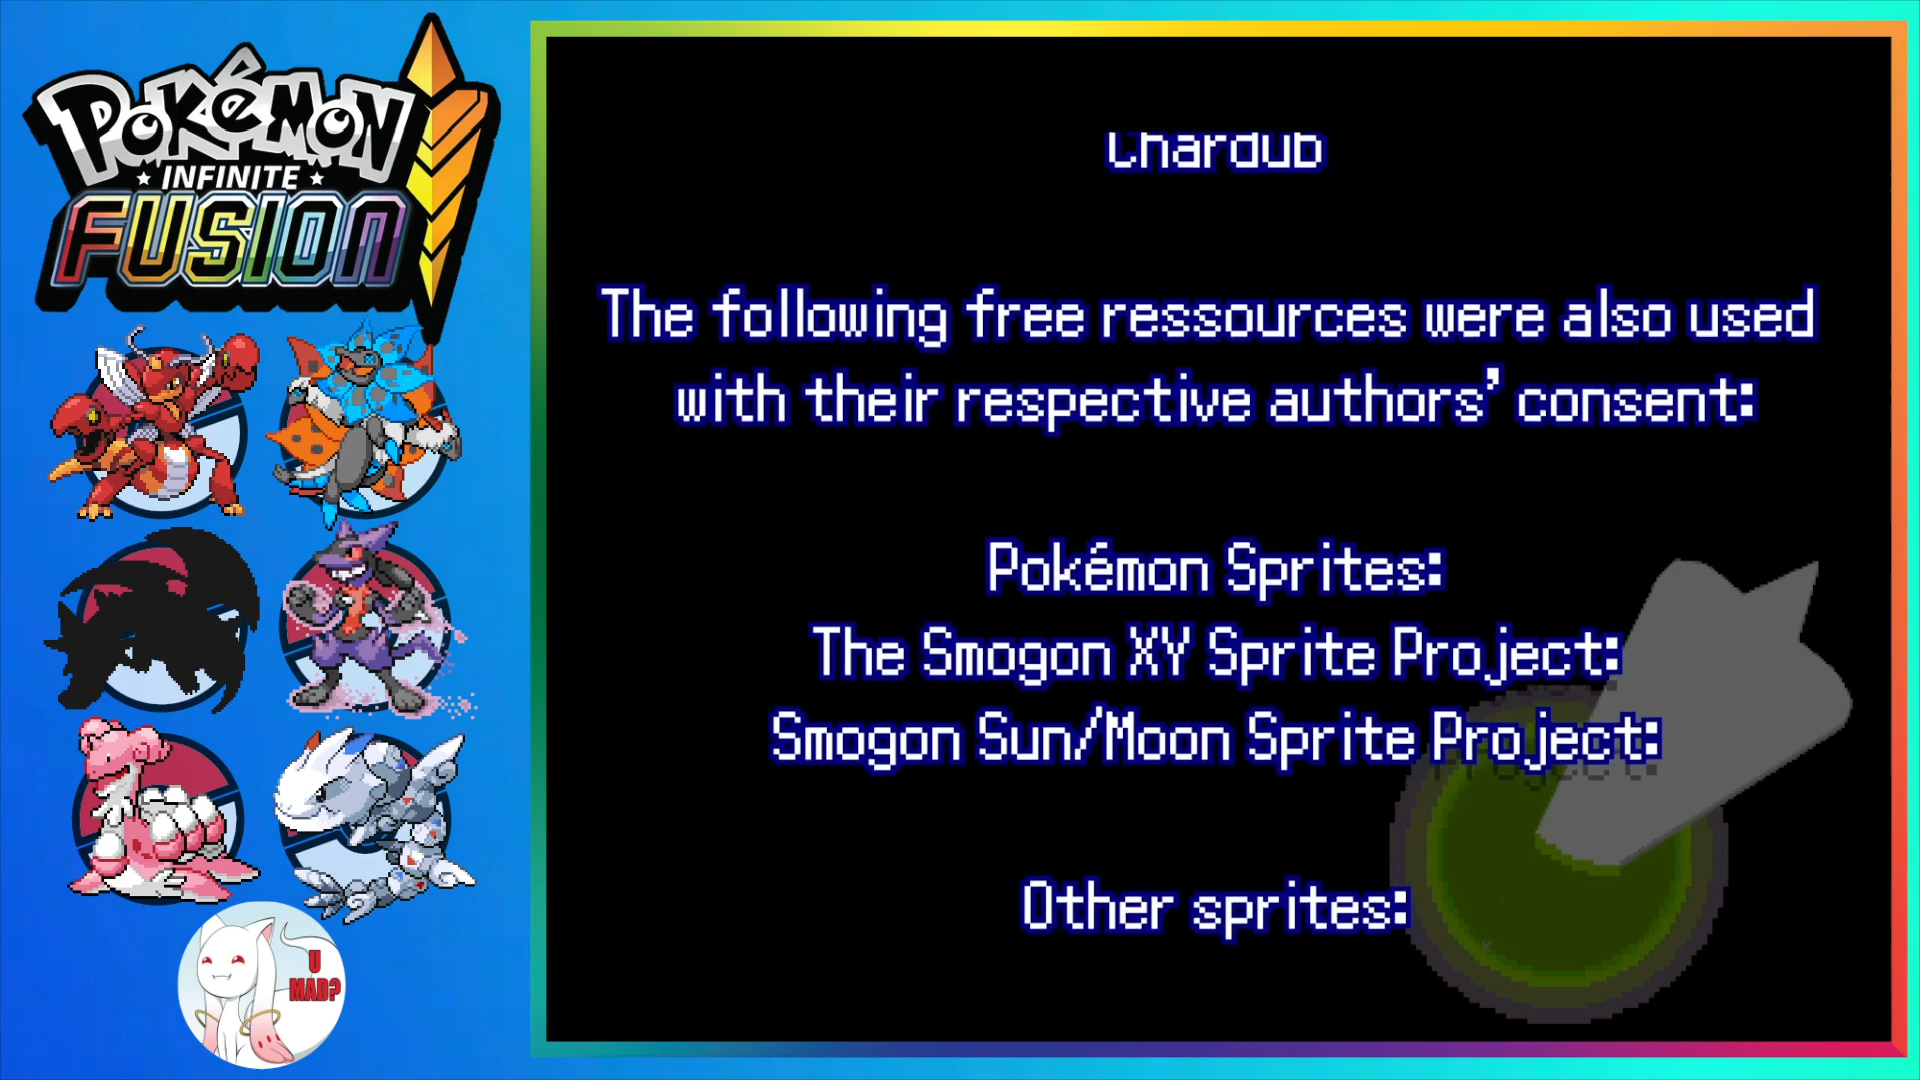 POKéMON
INFINITE
FUSION
Chardub
The following free ressources were also used
with their respective authors' consent:
Pokémon Sprites:
The Smogon XY Sprite Project:
Smogon Sun/Moon Sprite Project:
Other sprites:
U
MAD?